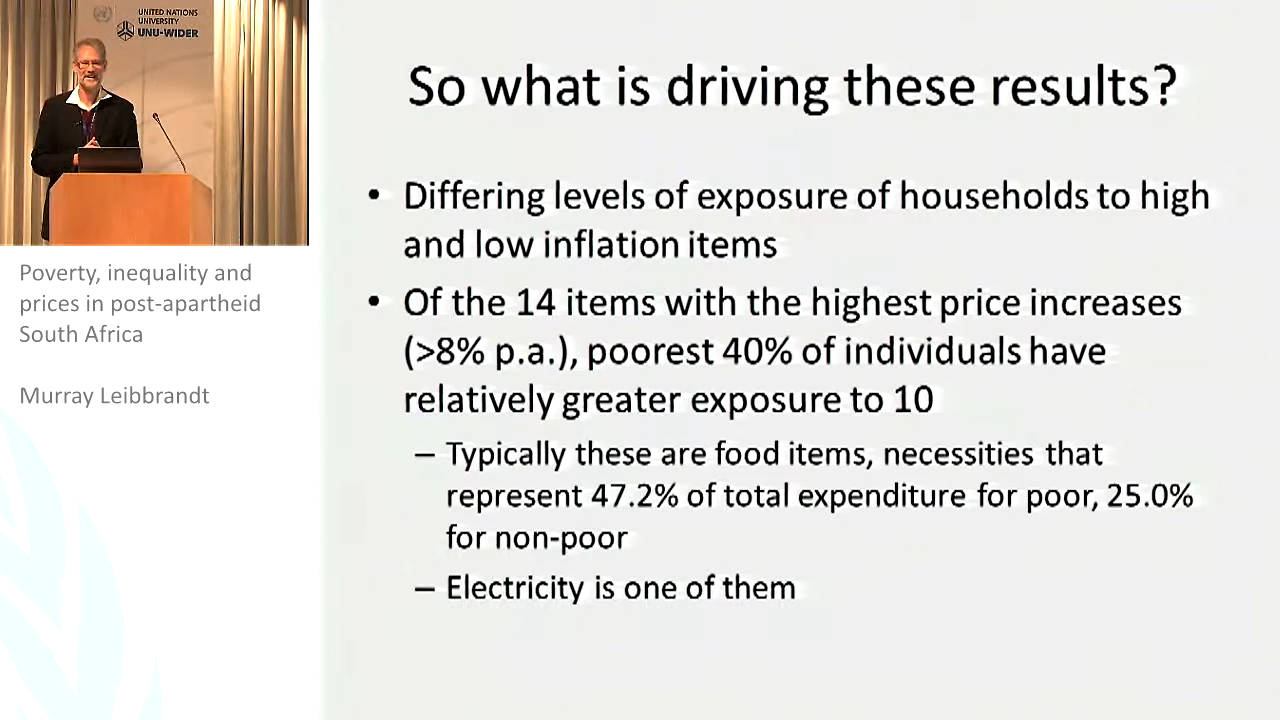 UNITED NATIONS
UNIVERSITY
UNU-WIDER
Poverty, inequality and
prices in post-apartheid
South Africa
Murray Leibbrandt
So what is driving these results?
• Differing levels of exposure of households to high
and low inflation items
• Of the 14 items with the highest price increases
(>8% p.a.), poorest 40% of individuals have
relatively greater exposure to 10
– Typically these are food items, necessities that
represent 47.2% of total expenditure for poor, 25.0%
for non-poor
– Electricity is one of them